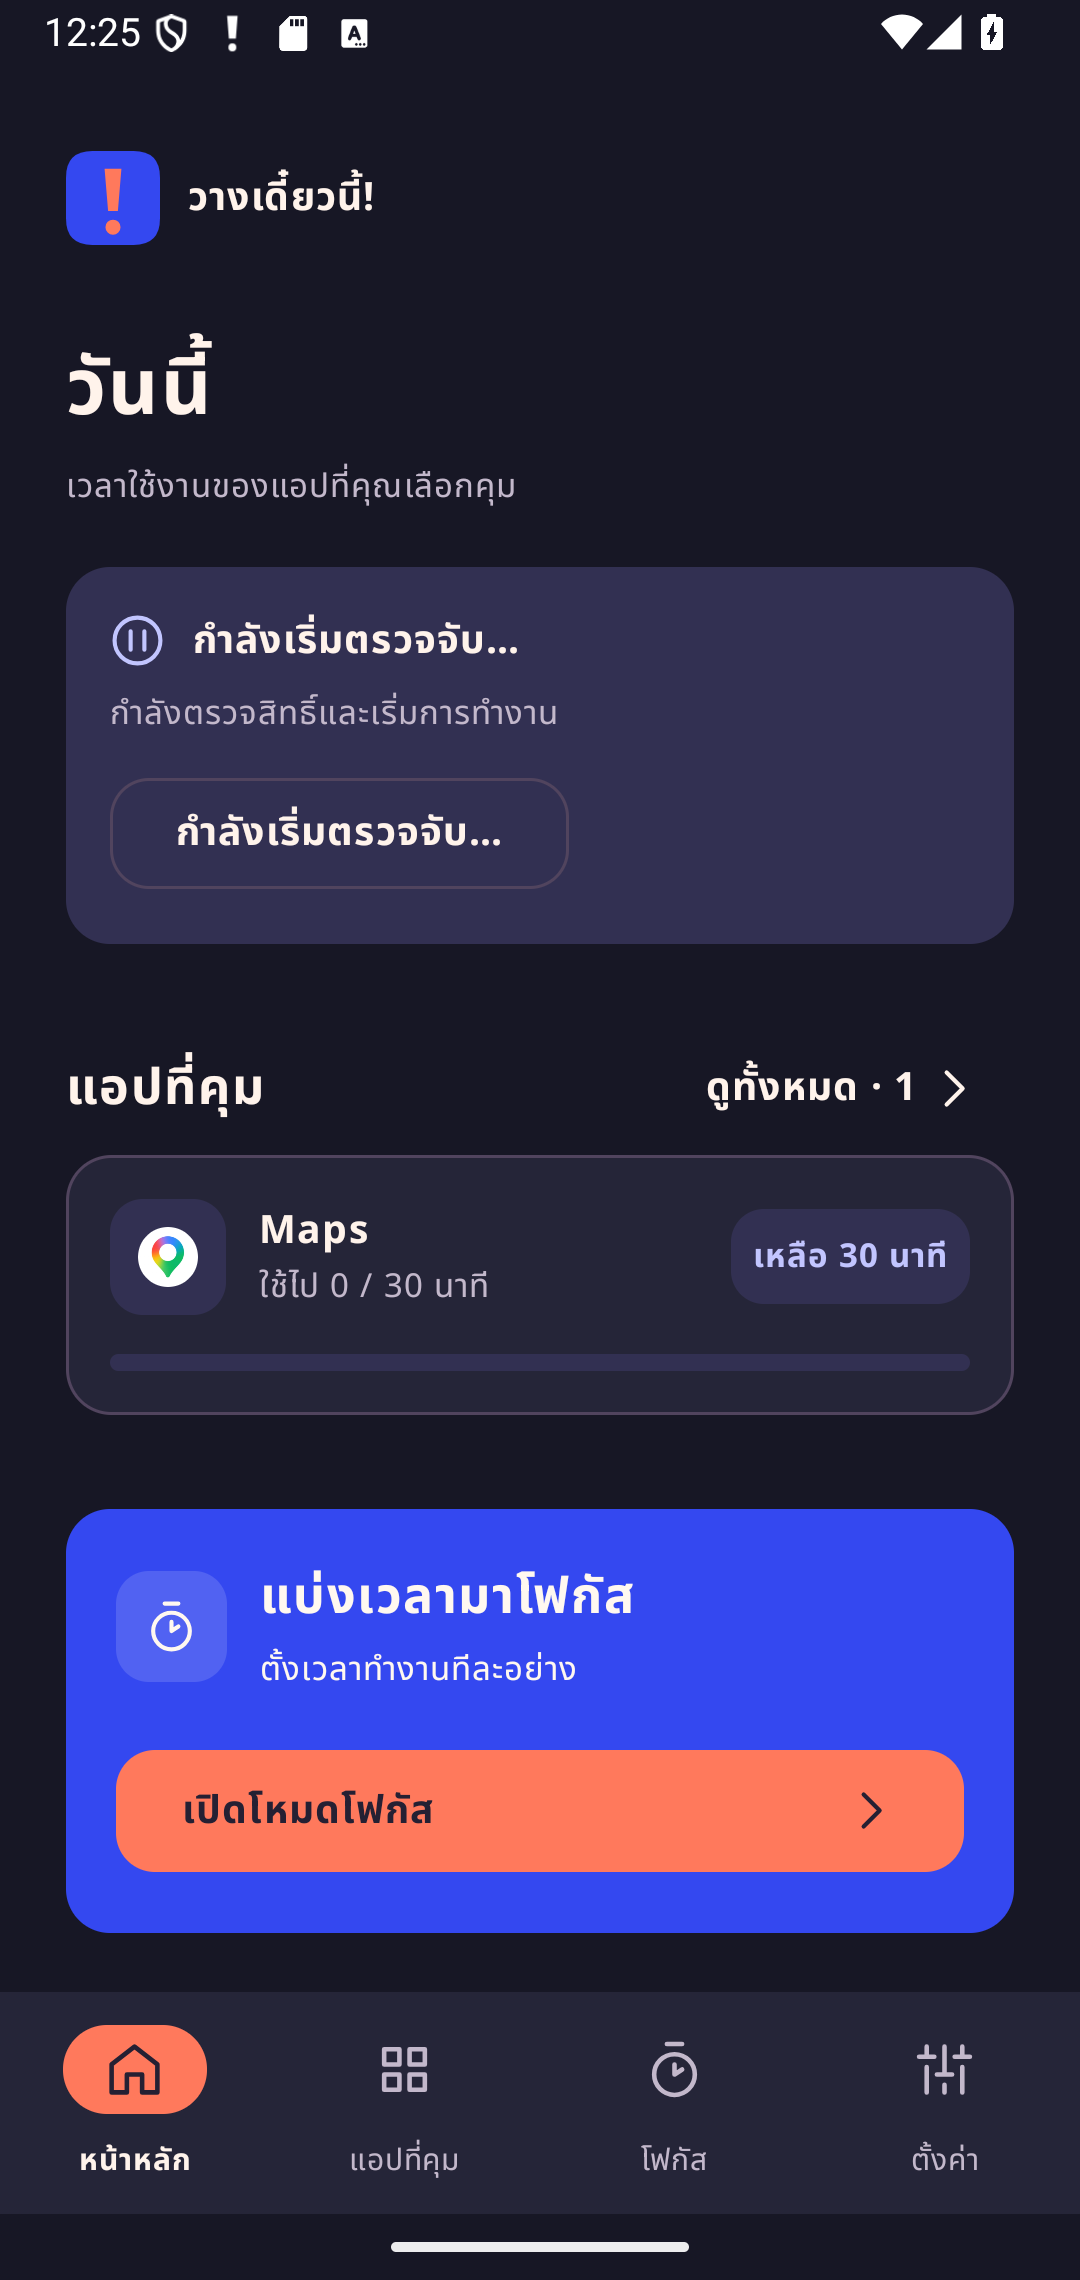 12:25
วางเดี๋ยวนี้!
วันนี้
เวลาใช้งานของแอปที่คุณเลือกคุม
กำลังเริ่มตรวจจับ...
กำลังตรวจสิทธิ์และเริ่มการทำงาน
กำลังเริ่มตรวจจับ...
แอปที่คุม
ดูทั้งหมด · 1
Maps
ใช้ไป 0 / 30 นาที
เหลือ 30 นาที
แบ่งเวลามาโฟกัส
ตั้งเวลาทำงานทีละอย่าง
เปิดโหมดโฟกัส
หน้าหลัก
แอปที่คุม
โฟกัส
ตั้งค่า